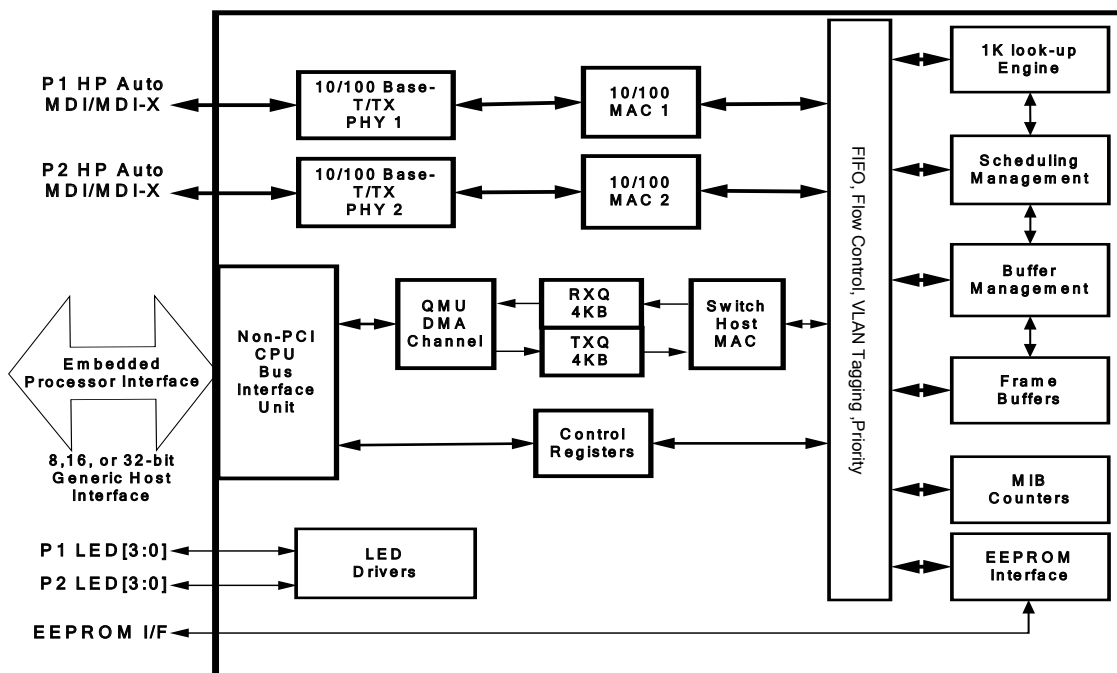 P1 HP Auto
MDI/MDI-X
10/100 Base-
T/TX
PHY 1
10/100
MAC 1
P2 HP Auto
MDI/MDI-X
10/100 Base-
T/TX
PHY 2
10/100
MAC 2
Embedded
Processor Interface
8,16, or 32-bit
Generic Host
Interface
Non-PCI
CPU
Bus
Interface
Unit
QMU
DMA
Channel
RXQ
4KB
TXQ
4KB
Switch
Host
MAC
Control
Registers
P1 LED[3:0]
P2 LED[3:0]
LED
Drivers
EEPROM I/F
FIFO, Flow Control, VLAN Tagging ,Priority
1K look-up
Engine
Scheduling
Management
Buffer
Management
Frame
Buffers
MIB
Counters
EEPROM
Interface